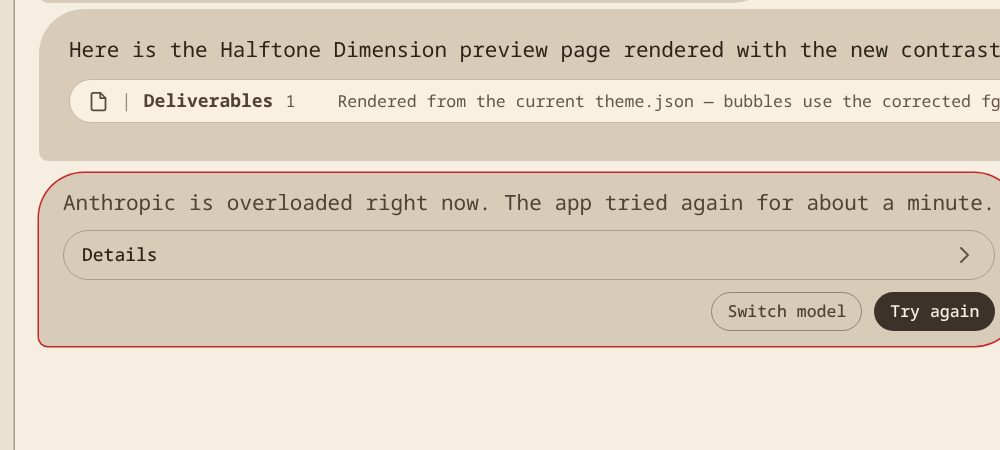 Here is the Halftone Dimension preview page rendered with the new contrast
Deliverables 1 Rendered from the current theme.json — bubbles use the corrected fg
Anthropic is overloaded right now. The app tried again for about a minute.
Details
Switch model Try again